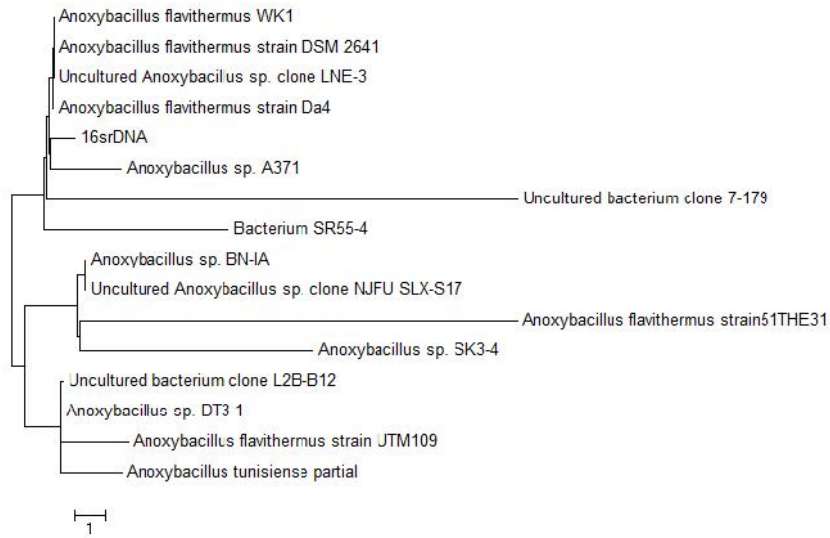 Anoxybacillus flavithermus WK1
Anoxybacillus flavithermus strain DSM 2641
Uncultured Anoxybacillus sp. clone LNE-3
Anoxybacillus flavithermus strain Da4
16srDNA
Anoxybacillus sp. A371
Uncultured bacterium clone 7-179
Bacterium SR55-4
Anoxybacillus sp. BN-IA
Uncultured Anoxybacillus sp. clone NJFU SLX-S17
Anoxybacillus flavithermus strain51THE31
Anoxybacillus sp. SK3-4
Uncultured bacterium clone L2B-B12
Anoxybacillus sp. DT3 1
Anoxybacillus flavithermus strain UTM109
Anoxybacillus tunisiense partial
1